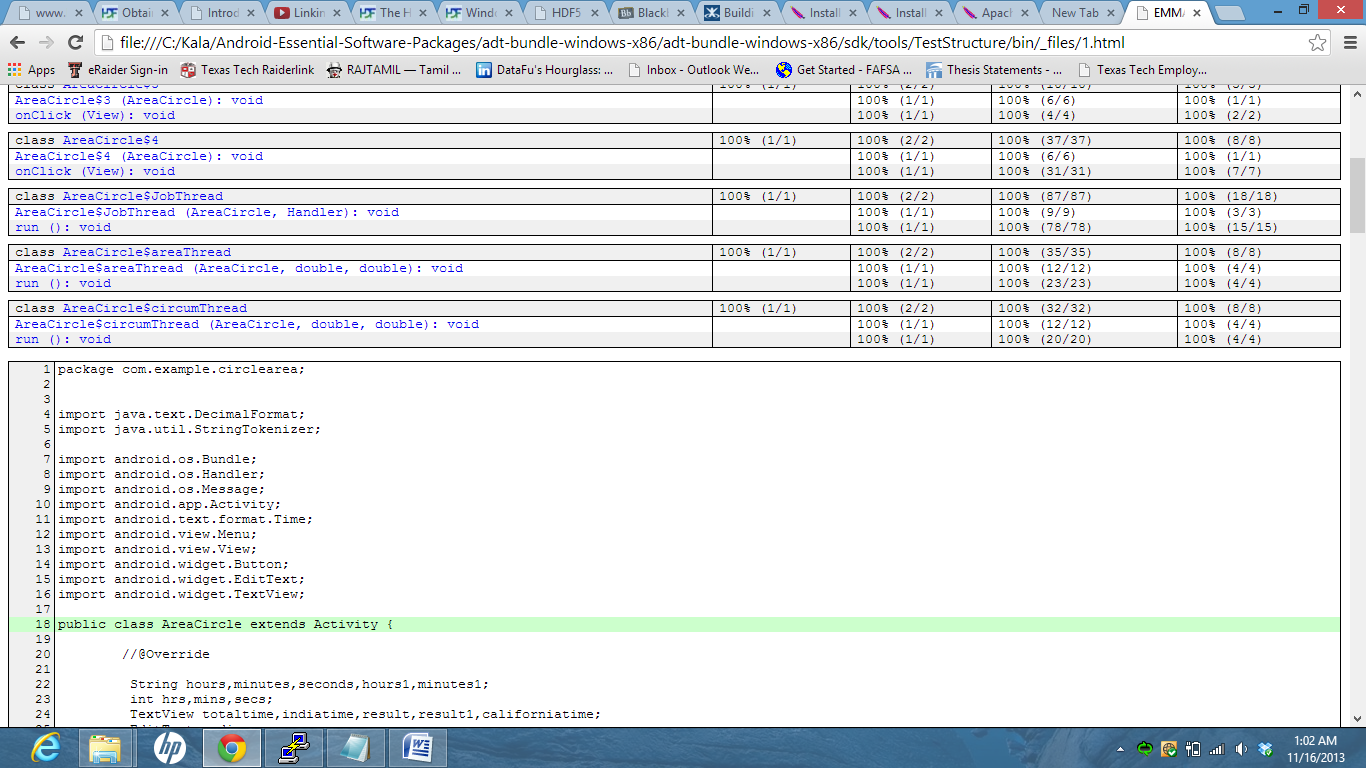 www. Obtai Introd Linkin The H Windo HDF5 Bb Blackl Buildi Install Install Apach New Tab EMMA
file:///C:/Kala/Android-Essential-Software-Packages/adt-bundle-windows-x86/adt-bundle-windows-x86/sdk/tools/TestStructure/bin/_files/1.html
Apps eRaider Sign-in Texas Tech Raiderlink RAJTAMIL — Tamil ... DataFu's Hourglass: ... Inbox - Outlook We... Get Started - FAFSA ... Thesis Statements - ... Texas Tech Employ...
AreaCircle$3 (AreaCircle): void 100% (1/1) 100% (6/6) 100% (1/1)
onClick (View): void 100% (1/1) 100% (4/4) 100% (2/2)
class AreaCircle$4 100% (1/1) 100% (2/2) 100% (37/37) 100% (8/8)
AreaCircle$4 (AreaCircle): void 100% (1/1) 100% (6/6) 100% (1/1)
onClick (View): void 100% (1/1) 100% (31/31) 100% (7/7)
class AreaCircle$JobThread 100% (1/1) 100% (2/2) 100% (87/87) 100% (18/18)
AreaCircle$JobThread (AreaCircle, Handler): void 100% (1/1) 100% (9/9) 100% (3/3)
run (): void 100% (1/1) 100% (78/78) 100% (15/15)
class AreaCircle$areaThread 100% (1/1) 100% (2/2) 100% (35/35) 100% (8/8)
AreaCircle$areaThread (AreaCircle, double, double): void 100% (1/1) 100% (12/12) 100% (4/4)
run (): void 100% (1/1) 100% (23/23) 100% (4/4)
class AreaCircle$circumThread 100% (1/1) 100% (2/2) 100% (32/32) 100% (8/8)
AreaCircle$circumThread (AreaCircle, double, double): void 100% (1/1) 100% (12/12) 100% (4/4)
run (): void 100% (1/1) 100% (20/20) 100% (4/4)
1 package com.example.circlearea;
2
3
4 import java.text.DecimalFormat;
5 import java.util.StringTokenizer;
6
7 import android.os.Bundle;
8 import android.os.Handler;
9 import android.os.Message;
10 import android.app.Activity;
11 import android.text.format.Time;
12 import android.view.Menu;
13 import android.view.View;
14 import android.widget.Button;
15 import android.widget.EditText;
16 import android.widget.TextView;
17
18 public class AreaCircle extends Activity {
19
20 //@Override
21
22 String hours,minutes,seconds,hours1,minutes1;
23 int hrs,mins,secs;
24 TextView totaltime,indiatime,result,result1,californiatime;
1:02 AM
11/16/2013